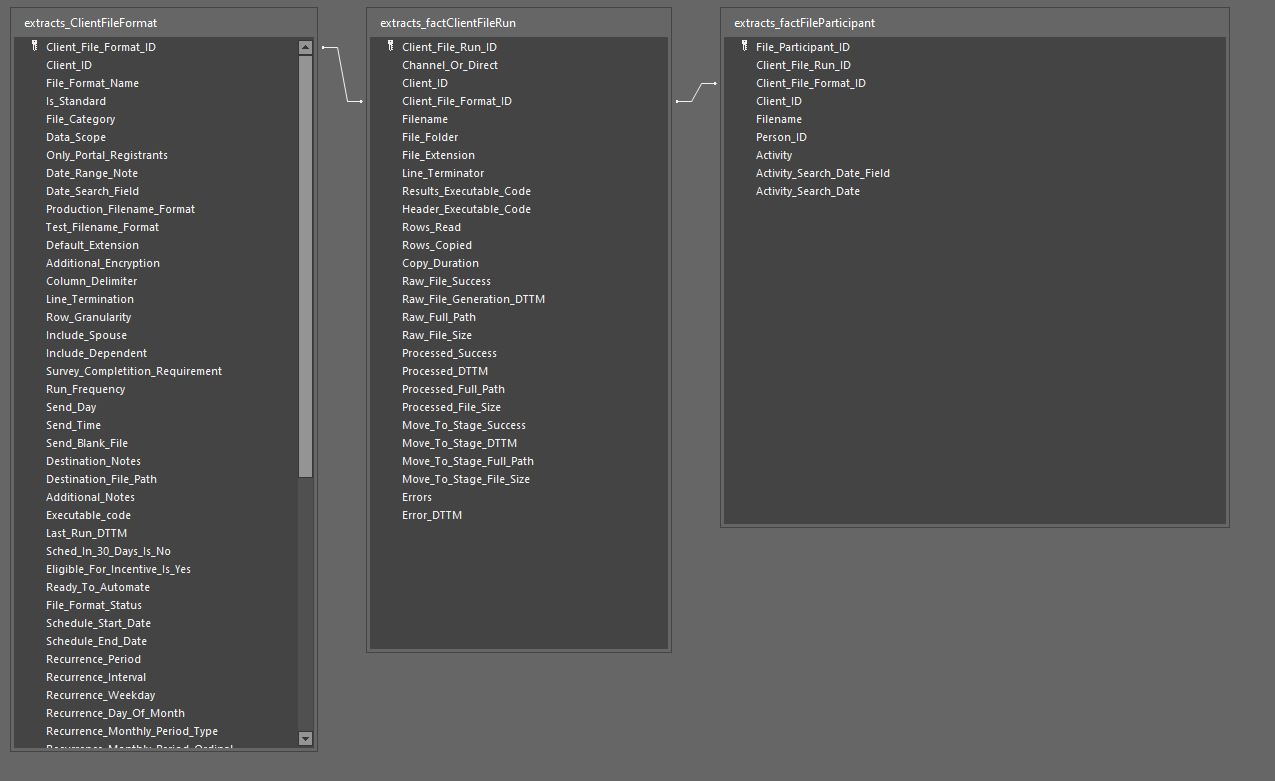 extracts_ClientFileFormat
Client_File_Format_ID
Client_ID
File_Format_Name
Is_Standard
File_Category
Data_Scope
Only_Portal_Registrants
Date_Range_Note
Date_Search_Field
Production_Filename_Format
Test_Filename_Format
Default_Extension
Additional_Encryption
Column_Delimiter
Line_Termination
Row_Granularity
Include_Spouse
Include_Dependent
Survey_Completition_Requirement
Run_Frequency
Send_Day
Send_Time
Send_Blank_File
Destination_Notes
Destination_File_Path
Additional_Notes
Executable_code
Last_Run_DTTM
Sched_In_30_Days_Is_No
Eligible_For_Incentive_Is_Yes
Ready_To_Automate
File_Format_Status
Schedule_Start_Date
Schedule_End_Date
Recurrence_Period
Recurrence_Interval
Recurrence_Weekday
Recurrence_Day_Of_Month
Recurrence_Monthly_Period_Type
Recurrence_Monthly_Period_Ordinal
extracts_factClientFileRun
Client_File_Run_ID
Channel_Or_Direct
Client_ID
Client_File_Format_ID
Filename
File_Folder
File_Extension
Line_Terminator
Results_Executable_Code
Header_Executable_Code
Rows_Read
Rows_Copied
Copy_Duration
Raw_File_Success
Raw_File_Generation_DTTM
Raw_Full_Path
Raw_File_Size
Processed_Success
Processed_DTTM
Processed_Full_Path
Processed_File_Size
Move_To_Stage_Success
Move_To_Stage_DTTM
Move_To_Stage_Full_Path
Move_To_Stage_File_Size
Errors
Error_DTTM
extracts_factFileParticipant
File_Participant_ID
Client_File_Run_ID
Client_File_Format_ID
Client_ID
Filename
Person_ID
Activity
Activity_Search_Date_Field
Activity_Search_Date